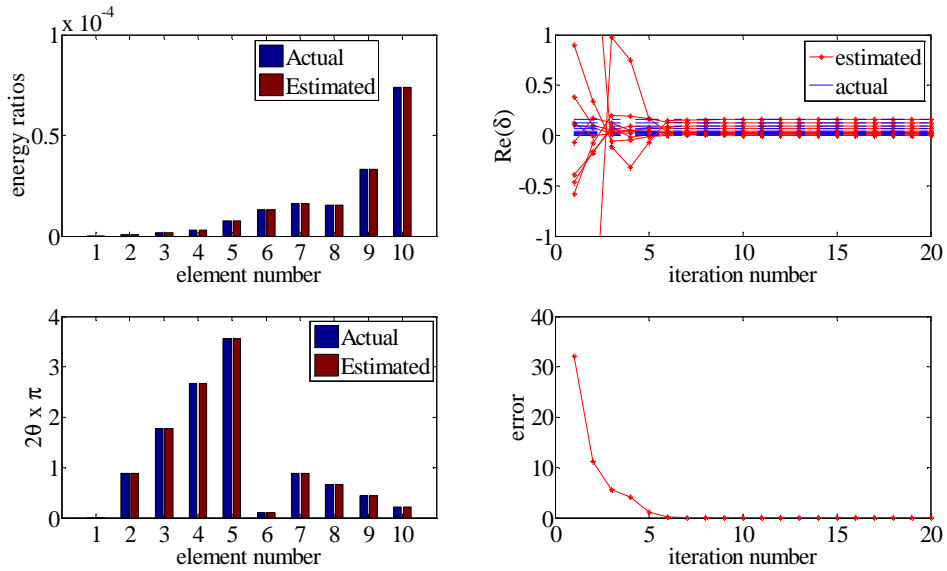 1 x 10^-4
0.5
0
energy ratios
Actual
Estimated
1 2 3 4 5 6 7 8 9 10
element number
1
0.5
0
-0.5
-1
Re(δ)
estimated
actual
0 5 10 15 20
iteration number
4
3
2
1
0
2θ x π
Actual
Estimated
1 2 3 4 5 6 7 8 9 10
element number
40
30
20
10
0
error
0 5 10 15 20
iteration number